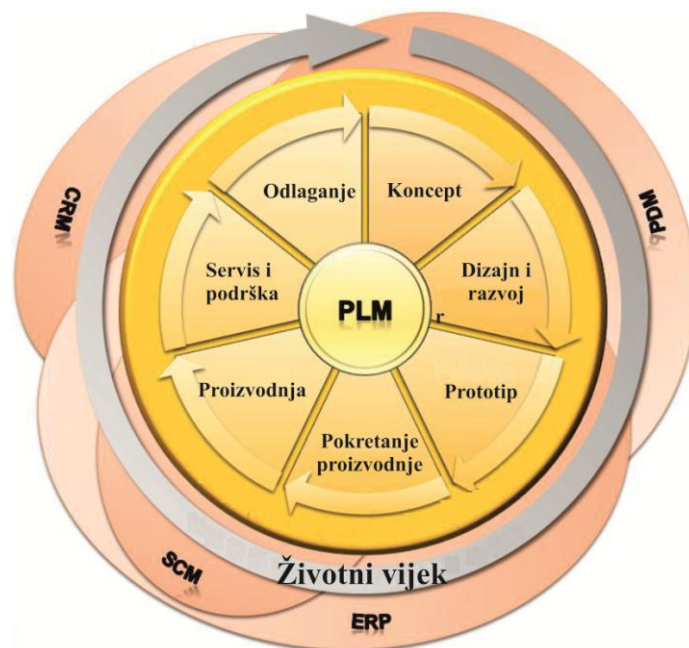 CRM
PDM
Odlaganje
Koncept
Servis i
podrška
Dizajn i
razvoj
PLM
r
Proizvodnja
Prototip
Pokretanje
proizvodnje
SCM
Životni vijek
ERP